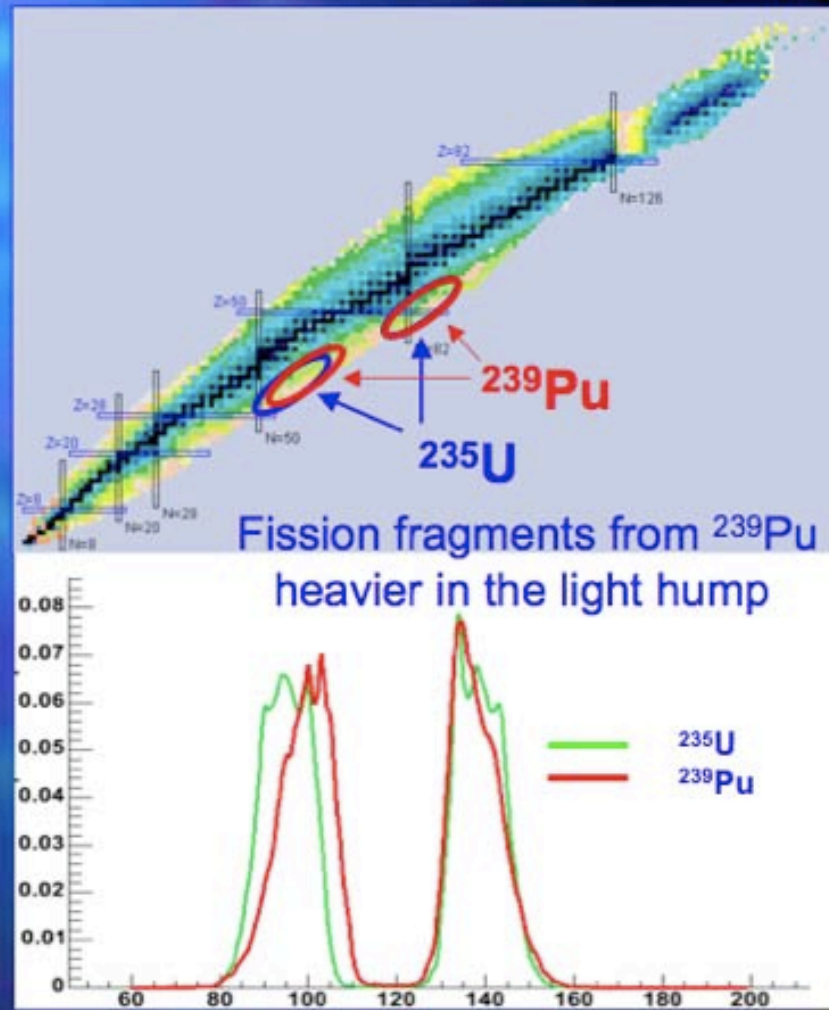 Z=82
N=126
Z=50
N=82
239Pu
Z=28
235U
N=50
Z=20
Z=8
N=28
N=20
N=8
Fission fragments from 239Pu
heavier in the light hump
0.08
0.07
0.06
0.05
0.04
0.03
0.02
0.01
0
235U
239Pu
60 80 100 120 140 160 180 200